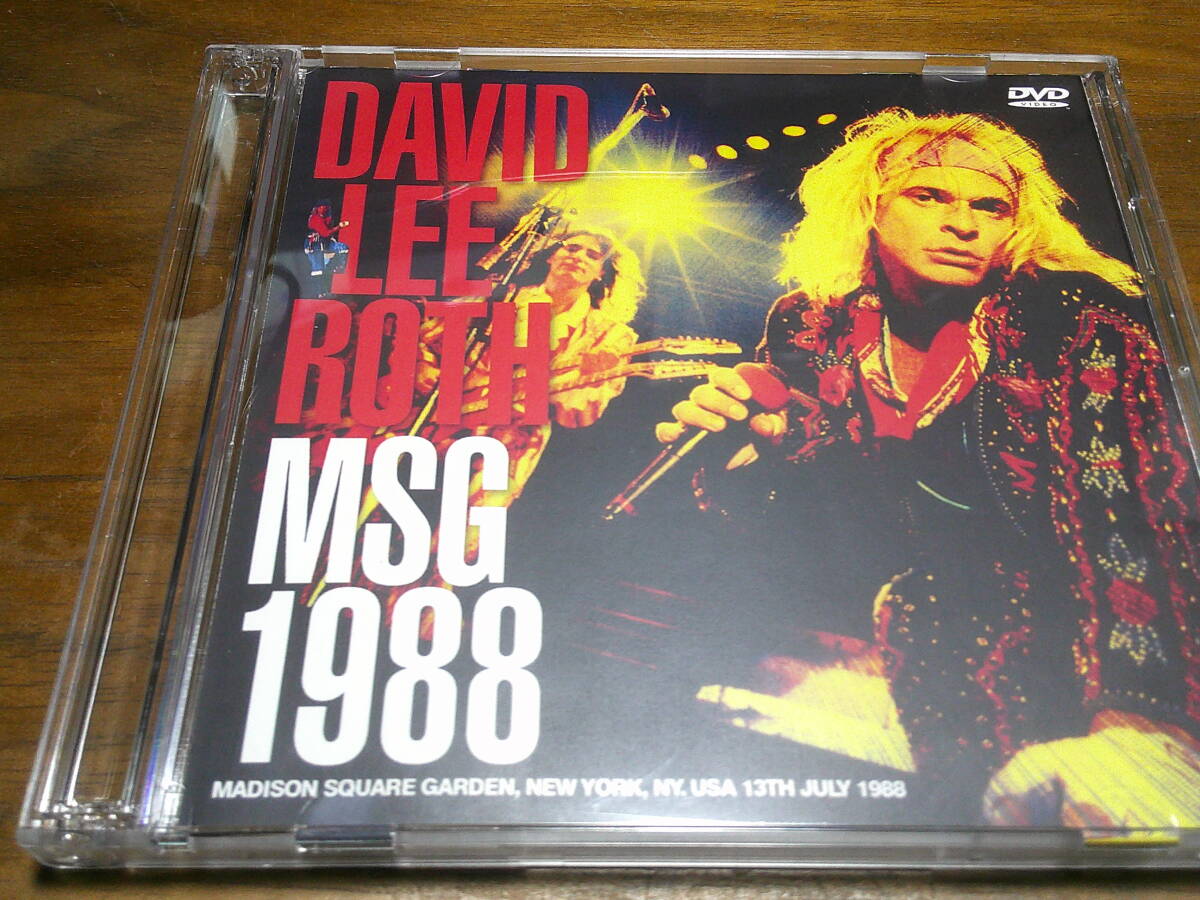 DAVID
LEE
ROTH
MSG
1988
DVD
VIDEO
MADISON SQUARE GARDEN, NEW YORK, NY. USA 13TH JULY 1988